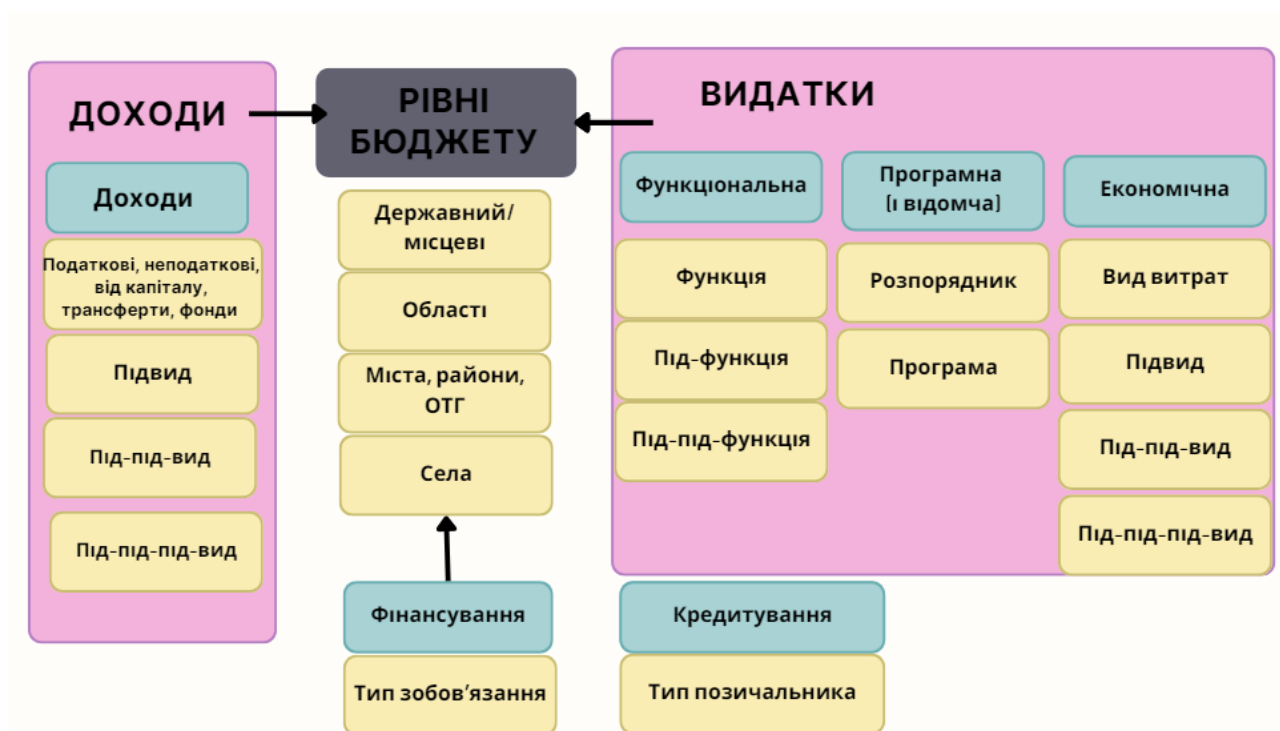 ДОХОДИ
Доходи
Податкові, неподаткові,
від капіталу,
трансферти, фонди
Підвид
Під-під-вид
Під-під-під-вид
РІВНІ
БЮДЖЕТУ
Державний/
місцеві
Області
Міста, райони,
ОТГ
Села
Фінансування
Тип зобов’язання
ВИДАТКИ
Функціональна
Функція
Під-функція
Під-під-функція
Програмна
(і відомча)
Розпорядник
Програма
Економічна
Вид витрат
Підвид
Під-під-вид
Під-під-під-вид
Кредитування
Тип позичальника